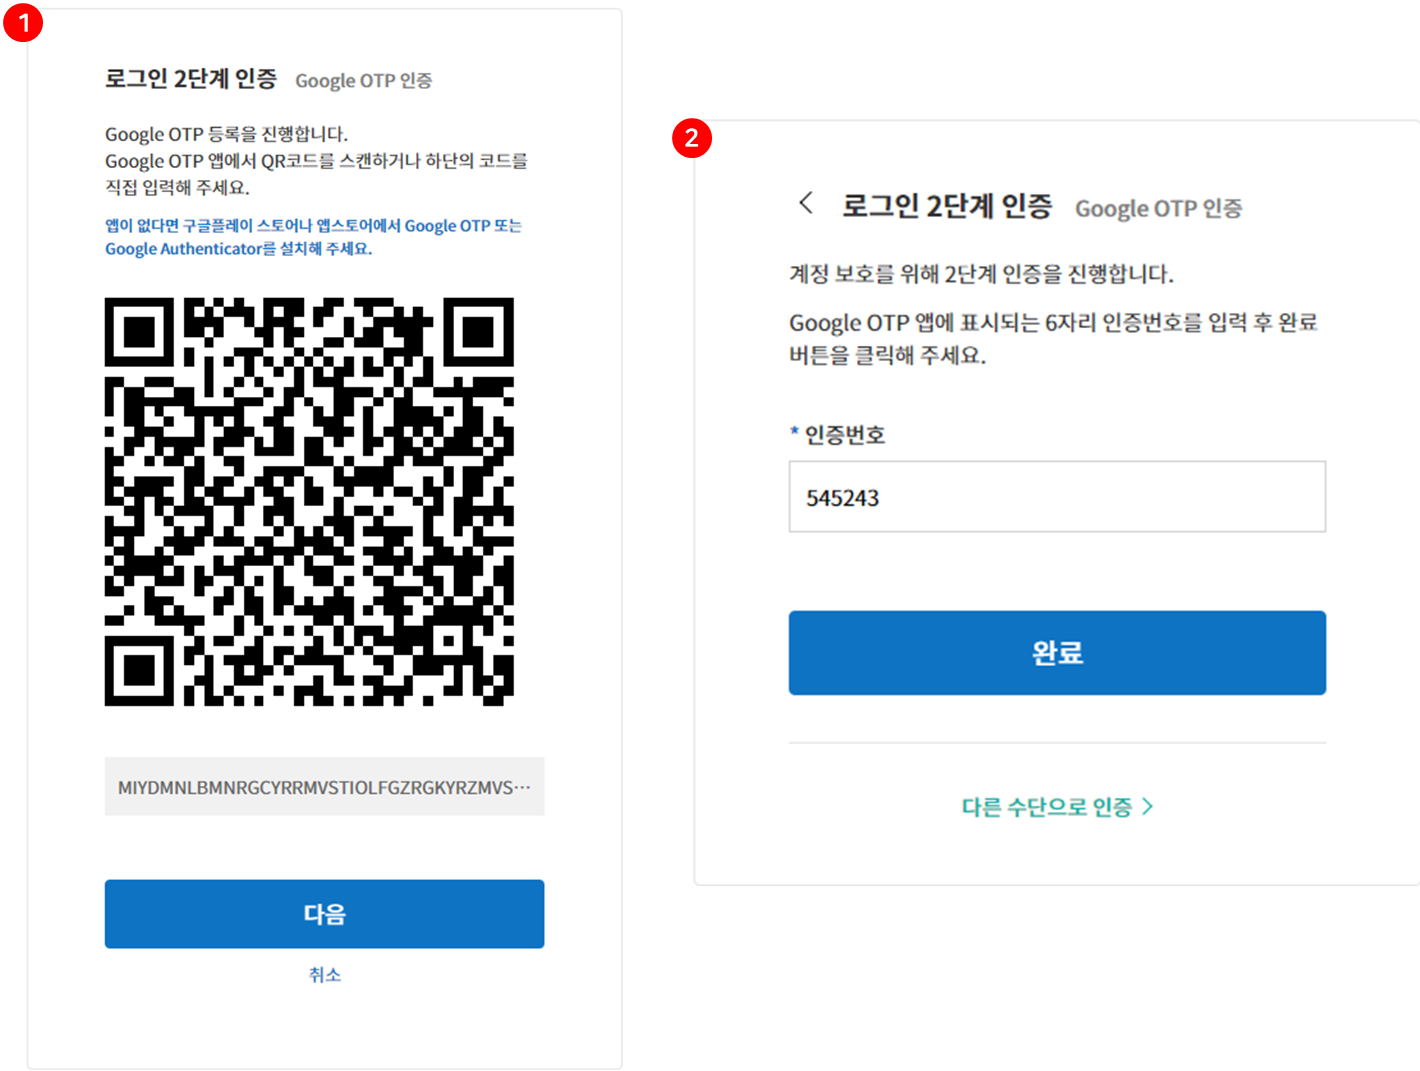 1
로그인 2단계 인증 Google OTP 인증
Google OTP 등록을 진행합니다.
Google OTP 앱에서 QR코드를 스캔하거나 하단의 코드를
직접 입력해 주세요.
앱이 없다면 구글플레이 스토어나 앱스토어에서 Google OTP 또는
Google Authenticator를 설치해 주세요.
MIYDMNLBMNRGCYRRMVSTIOLFGZRGKYRZMVS…
다음
취소
2
로그인 2단계 인증 Google OTP 인증
계정 보호를 위해 2단계 인증을 진행합니다.
Google OTP 앱에 표시되는 6자리 인증번호를 입력 후 완료
버튼을 클릭해 주세요.
* 인증번호
545243
완료
다른 수단으로 인증 >